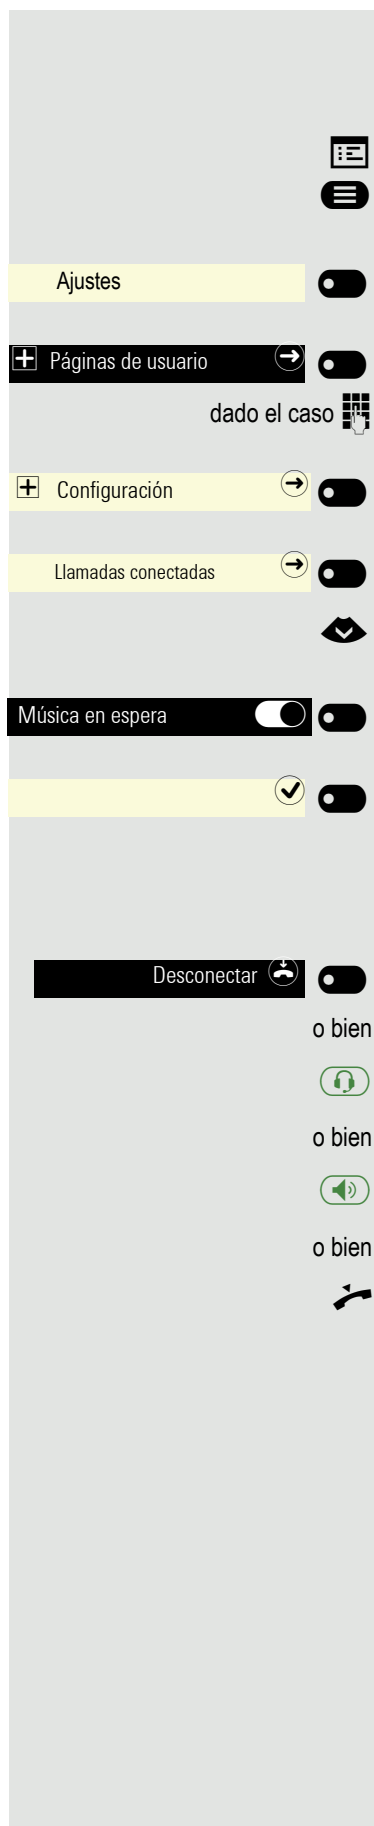 Ajustes
Páginas de usuario
dado el caso
Configuración
Llamadas conectadas
Música en espera
Desconectar
o bien
o bien
o bien